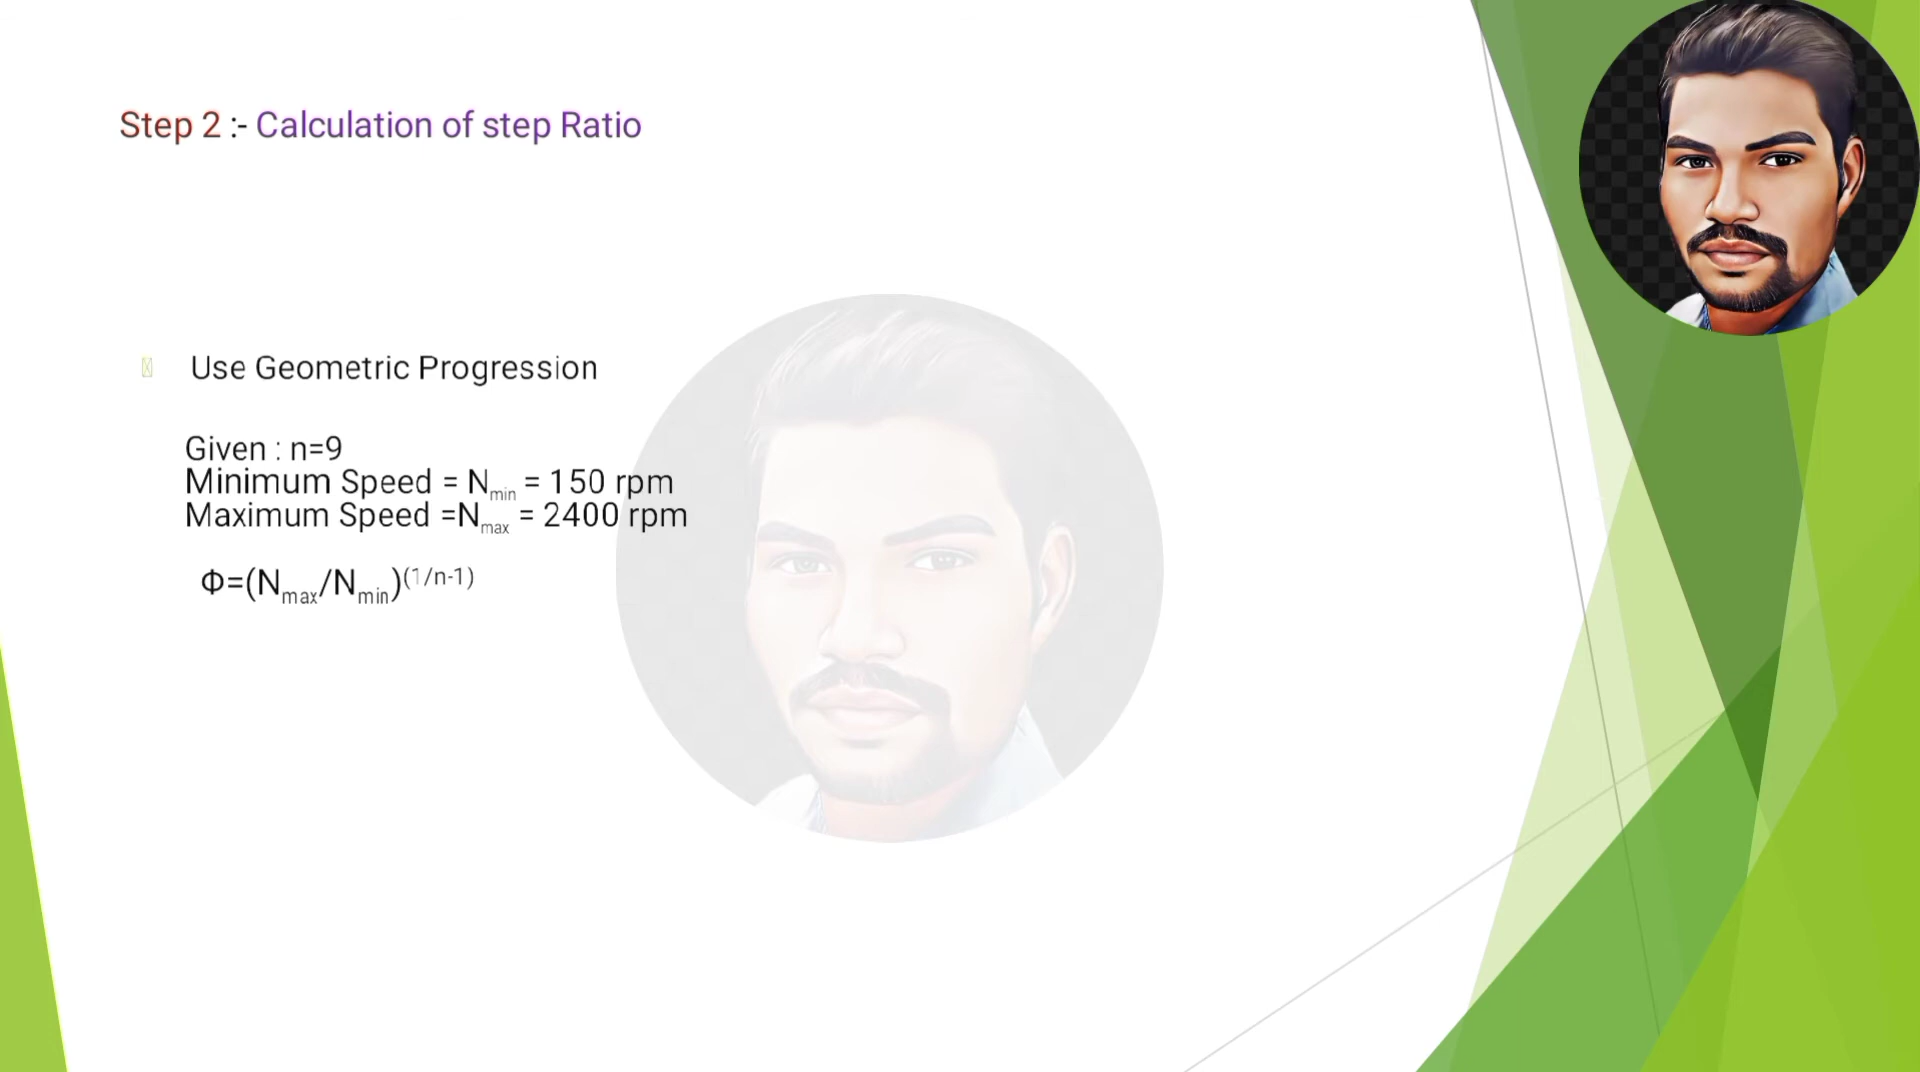 Step 2 :- Calculation of step Ratio
Use Geometric Progression
Given : n=9
Minimum Speed = Nmin = 150 rpm
Maximum Speed =Nmax = 2400 rpm
Φ=(Nmax/Nmin)(1/n-1)